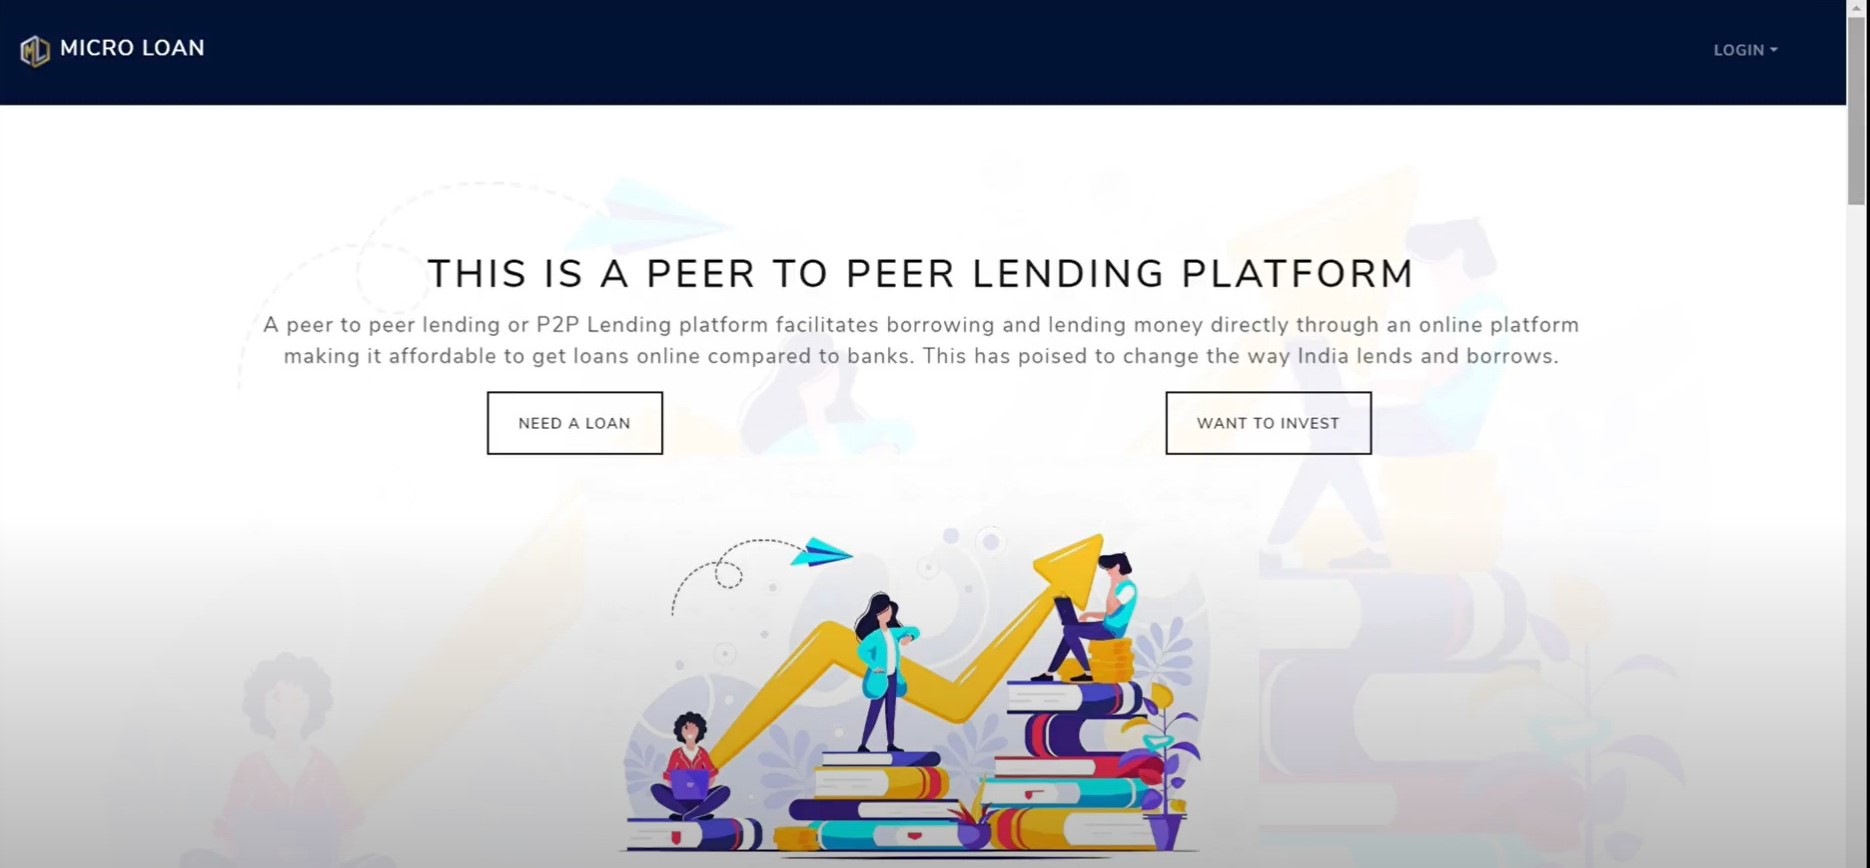 MICRO LOAN
LOGIN
THIS IS A PEER TO PEER LENDING PLATFORM
A peer to peer lending or P2P Lending platform facilitates borrowing and lending money directly through an online platform
making it affordable to get loans online compared to banks. This has poised to change the way India lends and borrows.
NEED A LOAN
WANT TO INVEST